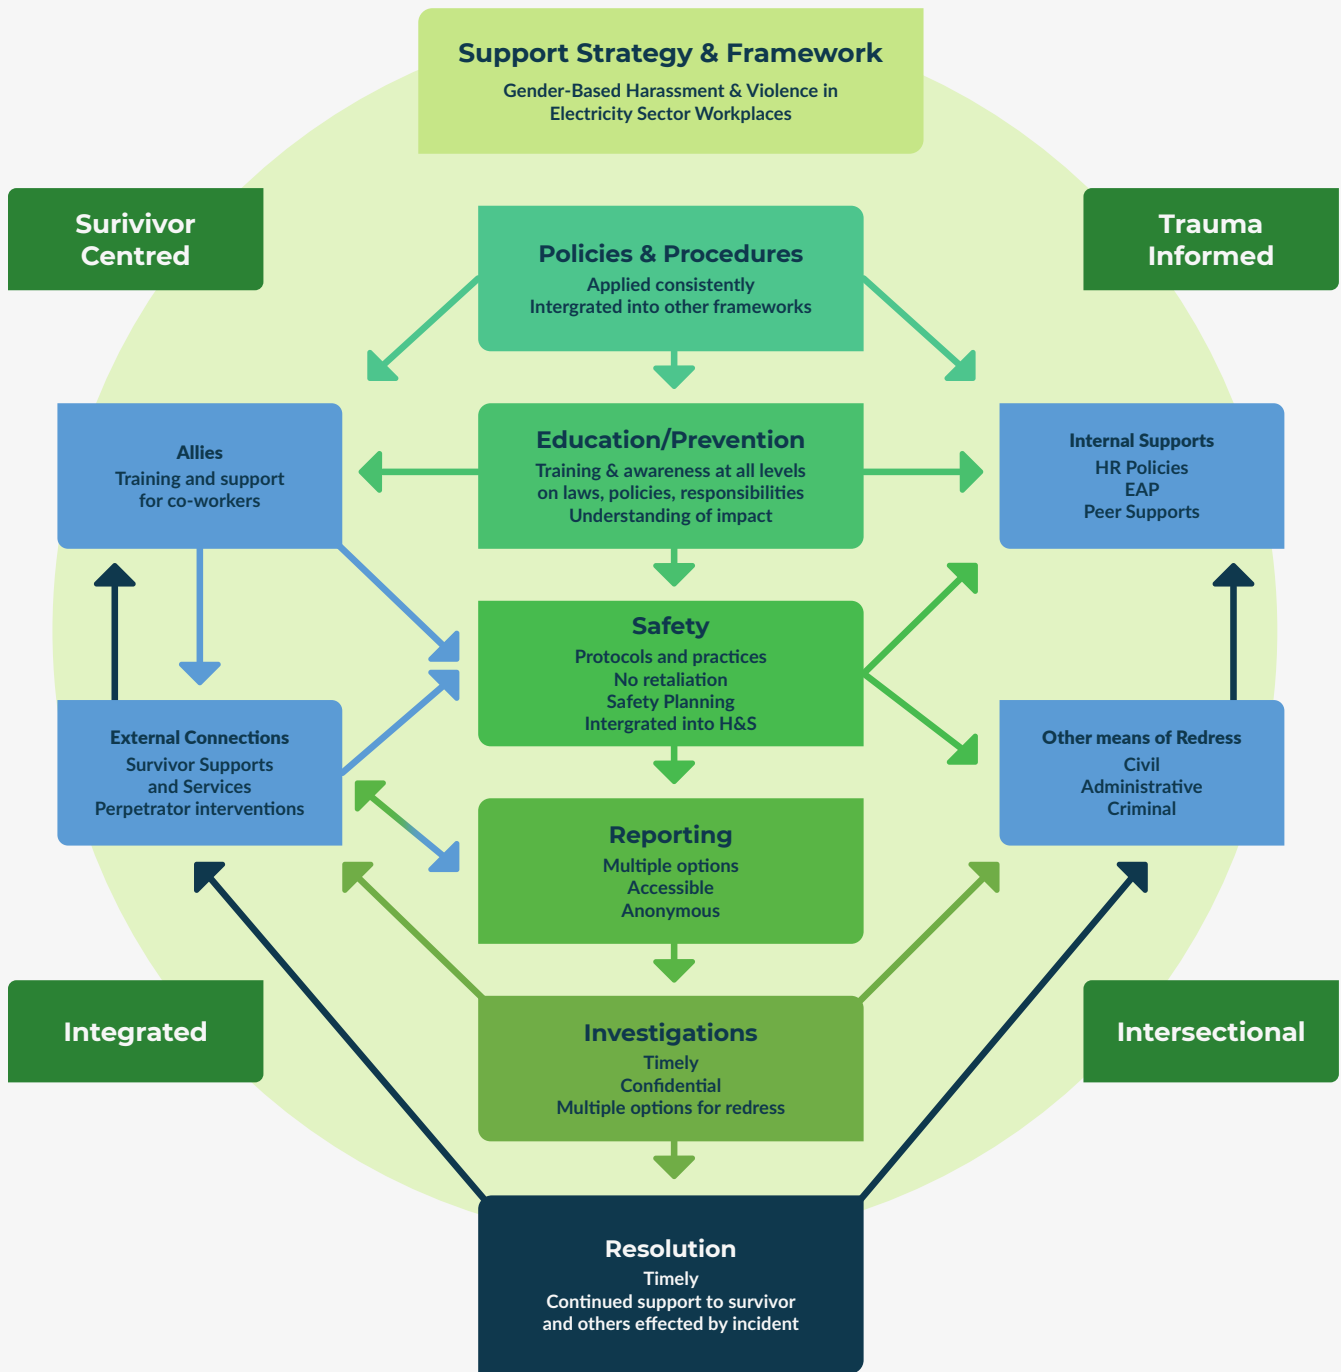 Support Strategy & Framework
Gender-Based Harassment & Violence in
Electricity Sector Workplaces
Surivivor
Centred
Trauma
Informed
Policies & Procedures
Applied consistently
Intergrated into other frameworks
Allies
Training and support
for co-workers
Education/Prevention
Training & awareness at all levels
on laws, policies, responsibilities
Understanding of impact
Internal Supports
HR Policies
EAP
Peer Supports
Safety
Protocols and practices
No retaliation
Safety Planning
Intergrated into H&S
External Connections
Survivor Supports
and Services
Perpetrator interventions
Other means of Redress
Civil
Administrative
Criminal
Reporting
Multiple options
Accessible
Anonymous
Integrated
Intersectional
Investigations
Timely
Confidential
Multiple options for redress
Resolution
Timely
Continued support to survivor
and others effected by incident